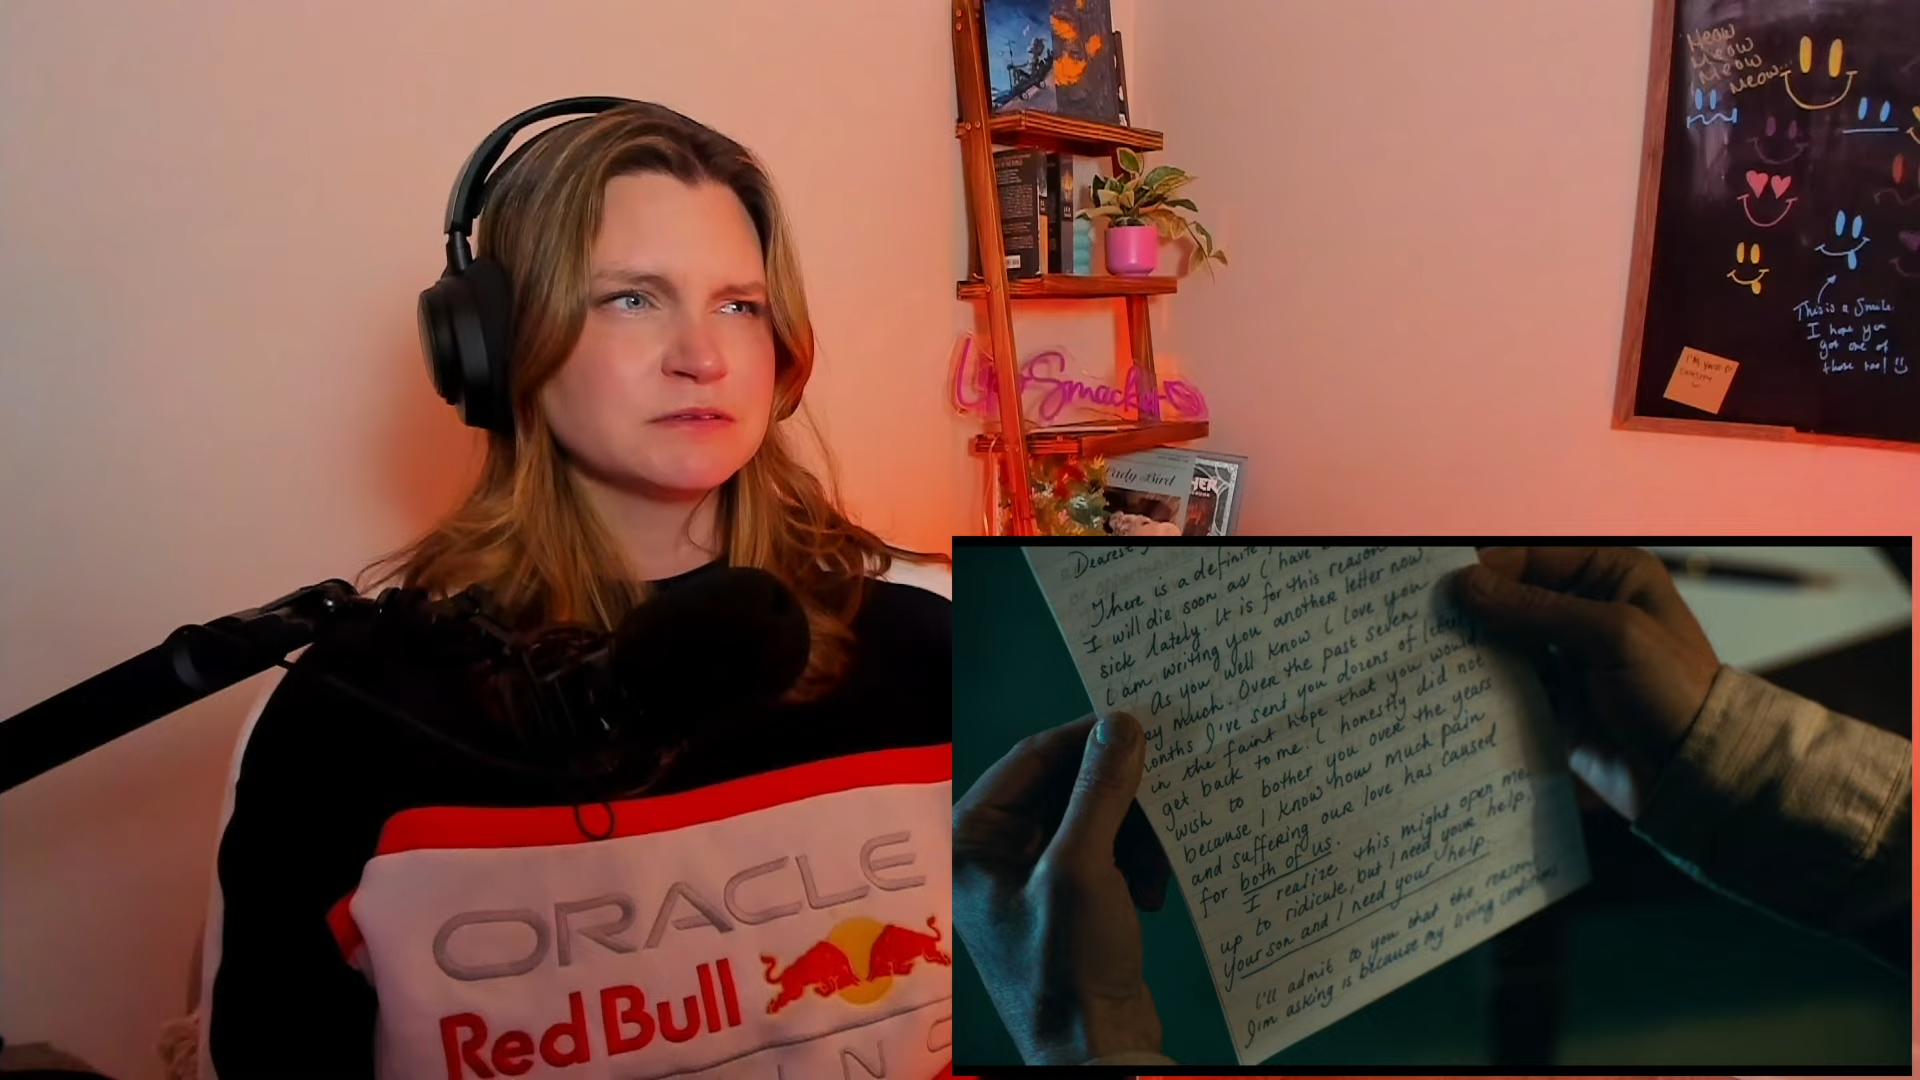 Meow
Meow
Meow
Meow...
This is a Smile.
I hope you
got one of
these too!
I'm your
Lip Smacker
Lady Bird
HER
ORACLE
Red Bull
Dearest
There is a definite
I will die soon as I have
sick lately. It is for this reason
I am writing you another letter now.
As you well know I love you
much. Over the past seven
months I've sent you dozens of letters
in the faint hope that you would
get back to me. I honestly did not
wish to bother you over the years
because I know how much pain
and suffering our love has caused
for both of us.
I realize this might open me
up to ridicule, but I need your help.
Your son and I need your help.
I'll admit to you that the reason
I'm asking is because my living conditions